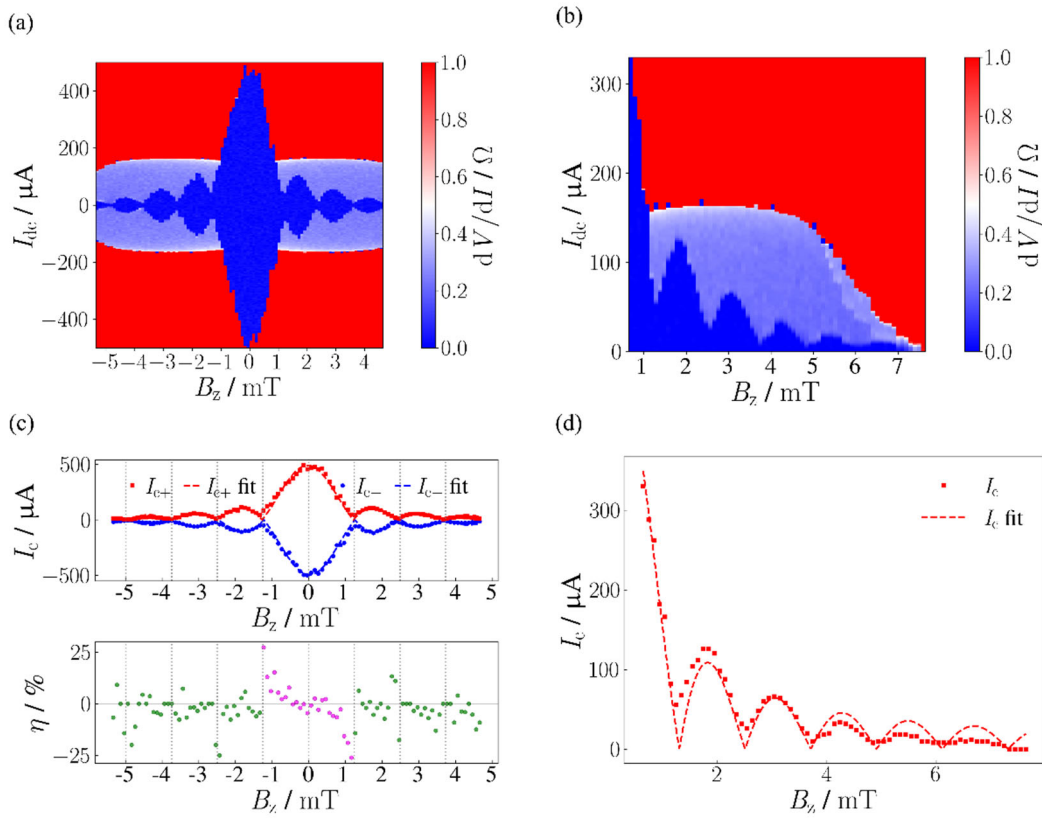 (a)
400
200
0
−200
−400
I_dc / µA
−5 −4 −3 −2 −1 0 1 2 3 4
B_z / mT
1.0
0.8
0.6
0.4
0.2
0.0
dV/dI / Ω
(b)
300
200
100
0
I_dc / µA
1 2 3 4 5 6 7
B_z / mT
1.0
0.8
0.6
0.4
0.2
0.0
dV/dI / Ω
(c)
500
0
−500
I_c / µA
I_c+ I_c+ fit I_c− I_c− fit
-5 -4 -3 -2 -1 0 1 2 3 4 5
B_z / mT
25
0
−25
η / %
-5 -4 -3 -2 -1 0 1 2 3 4 5
B_z / mT
(d)
300
200
100
0
I_c / µA
I_c
I_c fit
2 4 6
B_z / mT